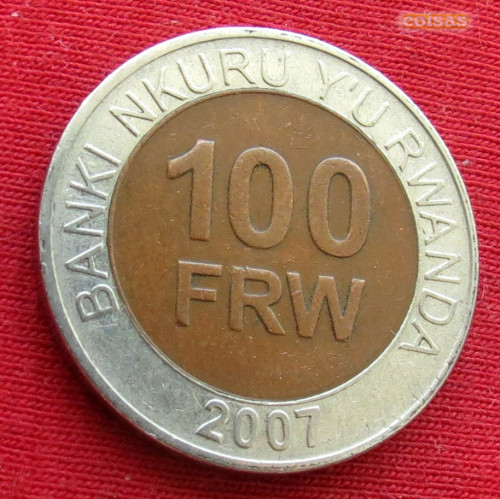 coisas
BANKI NKURU Y'U RWANDA
100
FRW
2007